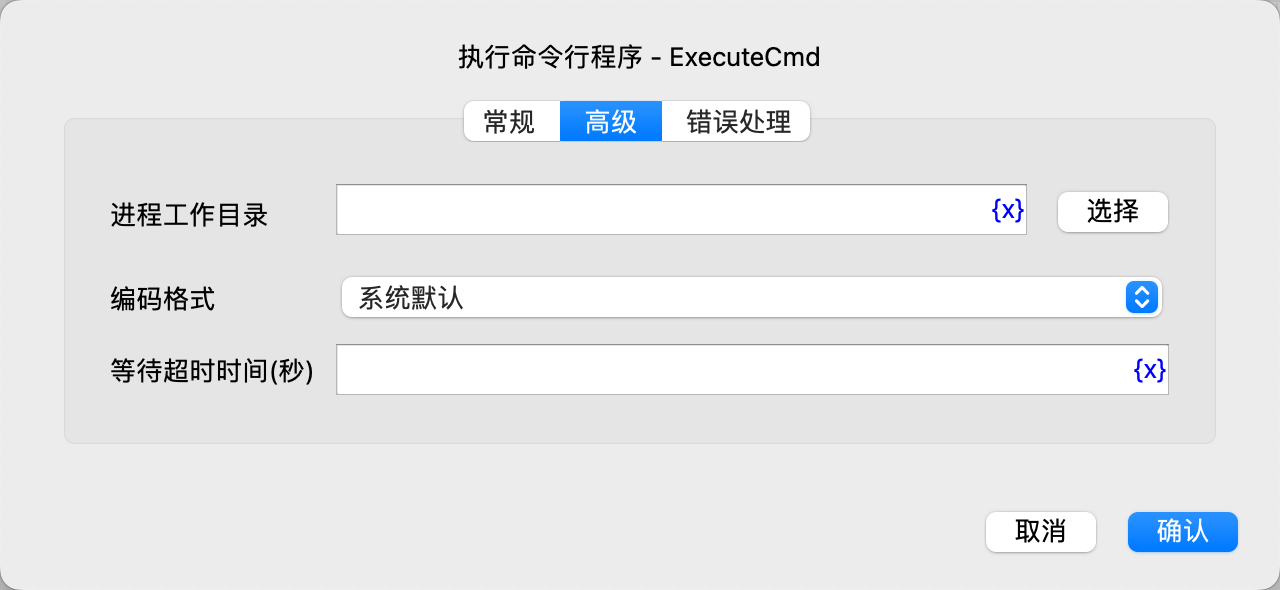 执行命令行程序 - ExecuteCmd
常规 高级 错误处理
进程工作目录 {x} 选择
编码格式 系统默认
等待超时时间(秒) {x}
取消 确认